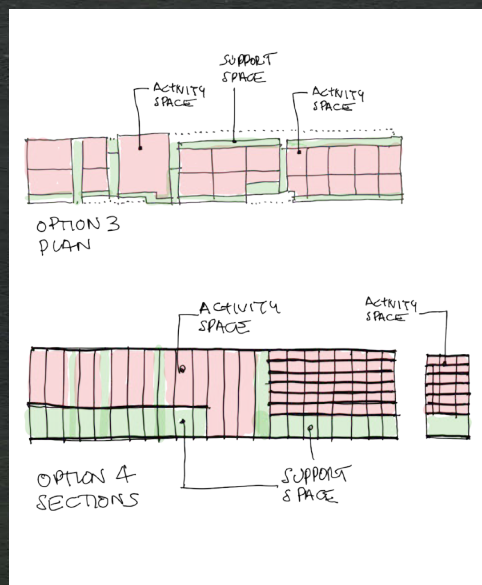 SUPPORT
SPACE
ACTIVITY
SPACE
ACTIVITY
SPACE
OPTION 3
PLAN
ACTIVITY
SPACE
ACTIVITY
SPACE
OPTION 4
SECTIONS
SUPPORT
SPACE